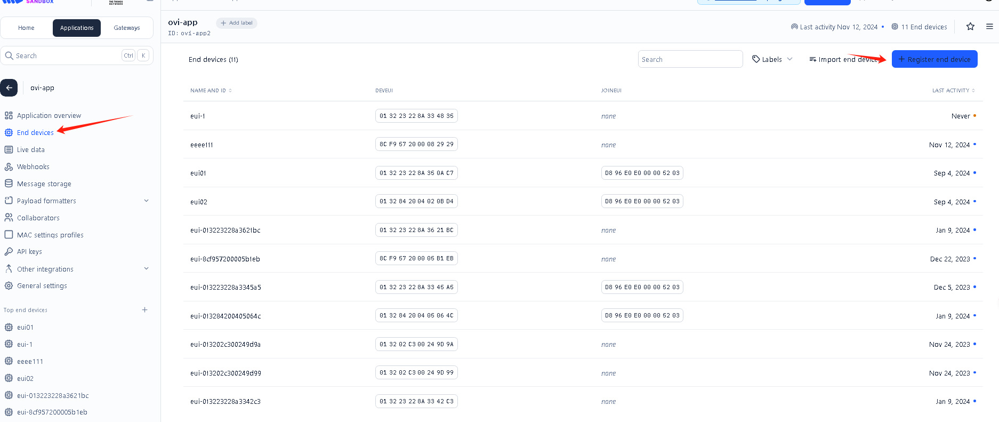 SANDBOX
THE THINGS
NETWORK
Home
Applications
Gateways
Search
Ctrl
K
ovi-app
Application overview
End devices
Live data
Webhooks
Message storage
Payload formatters
Collaborators
MAC settings profiles
API keys
Other integrations
General settings
Top end devices
eui01
eui-1
eeee111
eui02
eui-013223228a3621bc
eui-8cf957200005b1eb
ovi-app
Add label
ID: ovi-app2
Last activity Nov 12, 2024
11 End devices
End devices (11)
Search
Labels
Import end devices
Register end device
NAME AND ID DEVEUI JOINEUI LAST ACTIVITY
eui-1 01 32 23 22 8A 33 48 35 none Never
eeee111 8C F9 57 20 00 08 29 29 none Nov 12, 2024
eui01 01 32 23 22 8A 35 0A C7 D8 96 E0 E0 00 00 52 03 Sep 4, 2024
eui02 01 32 84 20 04 02 0B D4 D8 96 E0 E0 00 00 52 03 Sep 4, 2024
eui-013223228a3621bc 01 32 23 22 8A 36 21 BC none Jan 9, 2024
eui-8cf957200005b1eb 8C F9 57 20 00 05 B1 EB none Dec 22, 2023
eui-013223228a3345a5 01 32 23 22 8A 33 45 A5 D8 96 E0 E0 00 00 52 03 Dec 5, 2023
eui-013284200405064c 01 32 84 20 04 05 06 4C D8 96 E0 E0 00 00 52 03 Jan 9, 2024
eui-013202c300249d9a 01 32 02 C3 00 24 9D 9A none Nov 24, 2023
eui-013202c300249d99 01 32 02 C3 00 24 9D 99 none Nov 24, 2023
eui-013223228a3342c3 01 32 23 22 8A 33 42 C3 none Jan 9, 2024